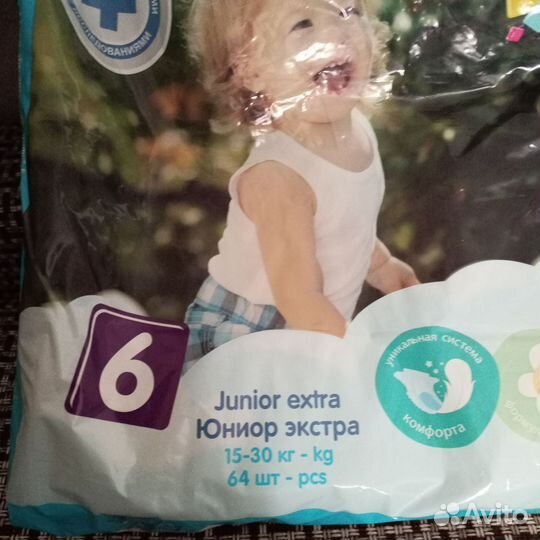 уникальная система
комфорта
6
Junior extra
Юниор экстра
15-30 кг - kg
64 шт - pcs
Avito